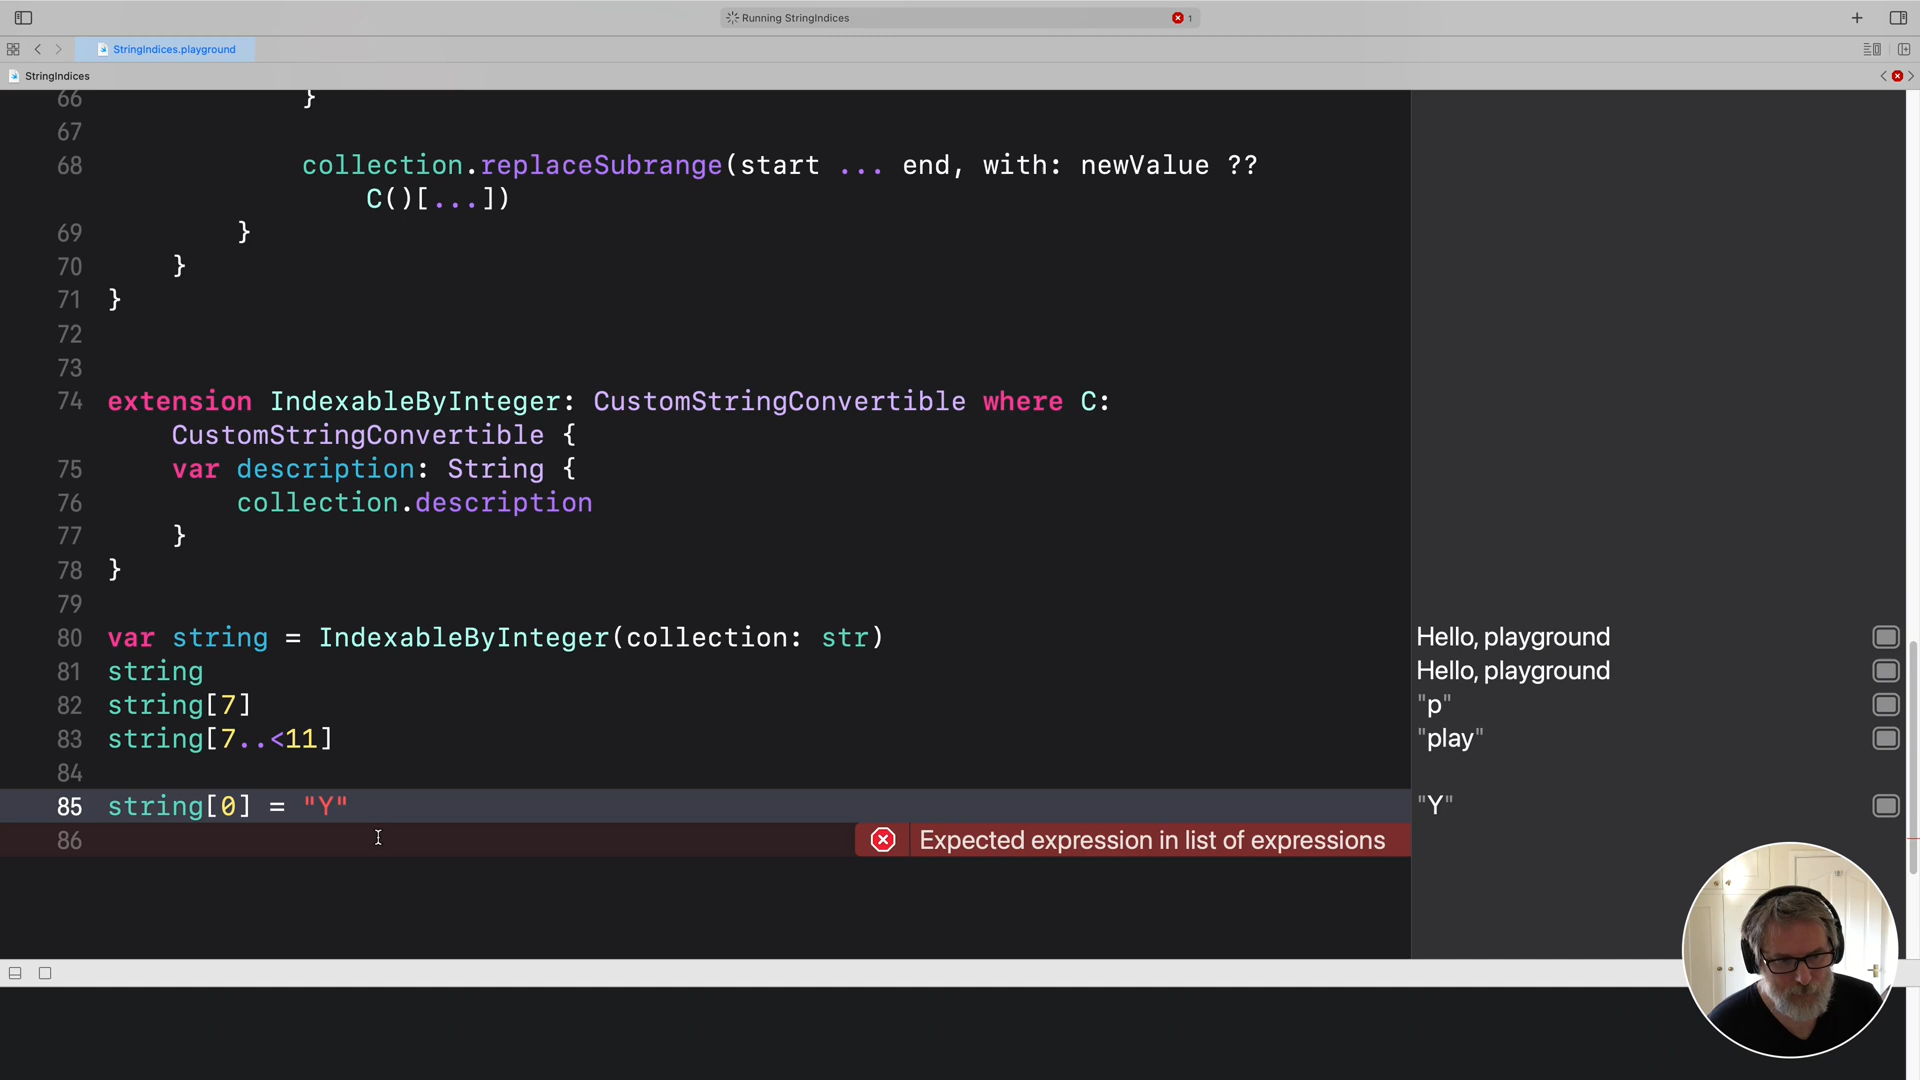 Running StringIndices
1
StringIndices.playground
StringIndices
66 }
67
68 collection.replaceSubrange(start ... end, with: newValue ??
C()[...])
69 }
70 }
71 }
72
73
74 extension IndexableByInteger: CustomStringConvertible where C:
CustomStringConvertible {
75 var description: String {
76 collection.description
77 }
78 }
79
80 var string = IndexableByInteger(collection: str) Hello, playground
81 string Hello, playground
82 string[7] "p"
83 string[7..<11] "play"
84
85 string[0] = "Y" "Y"
86 Expected expression in list of expressions